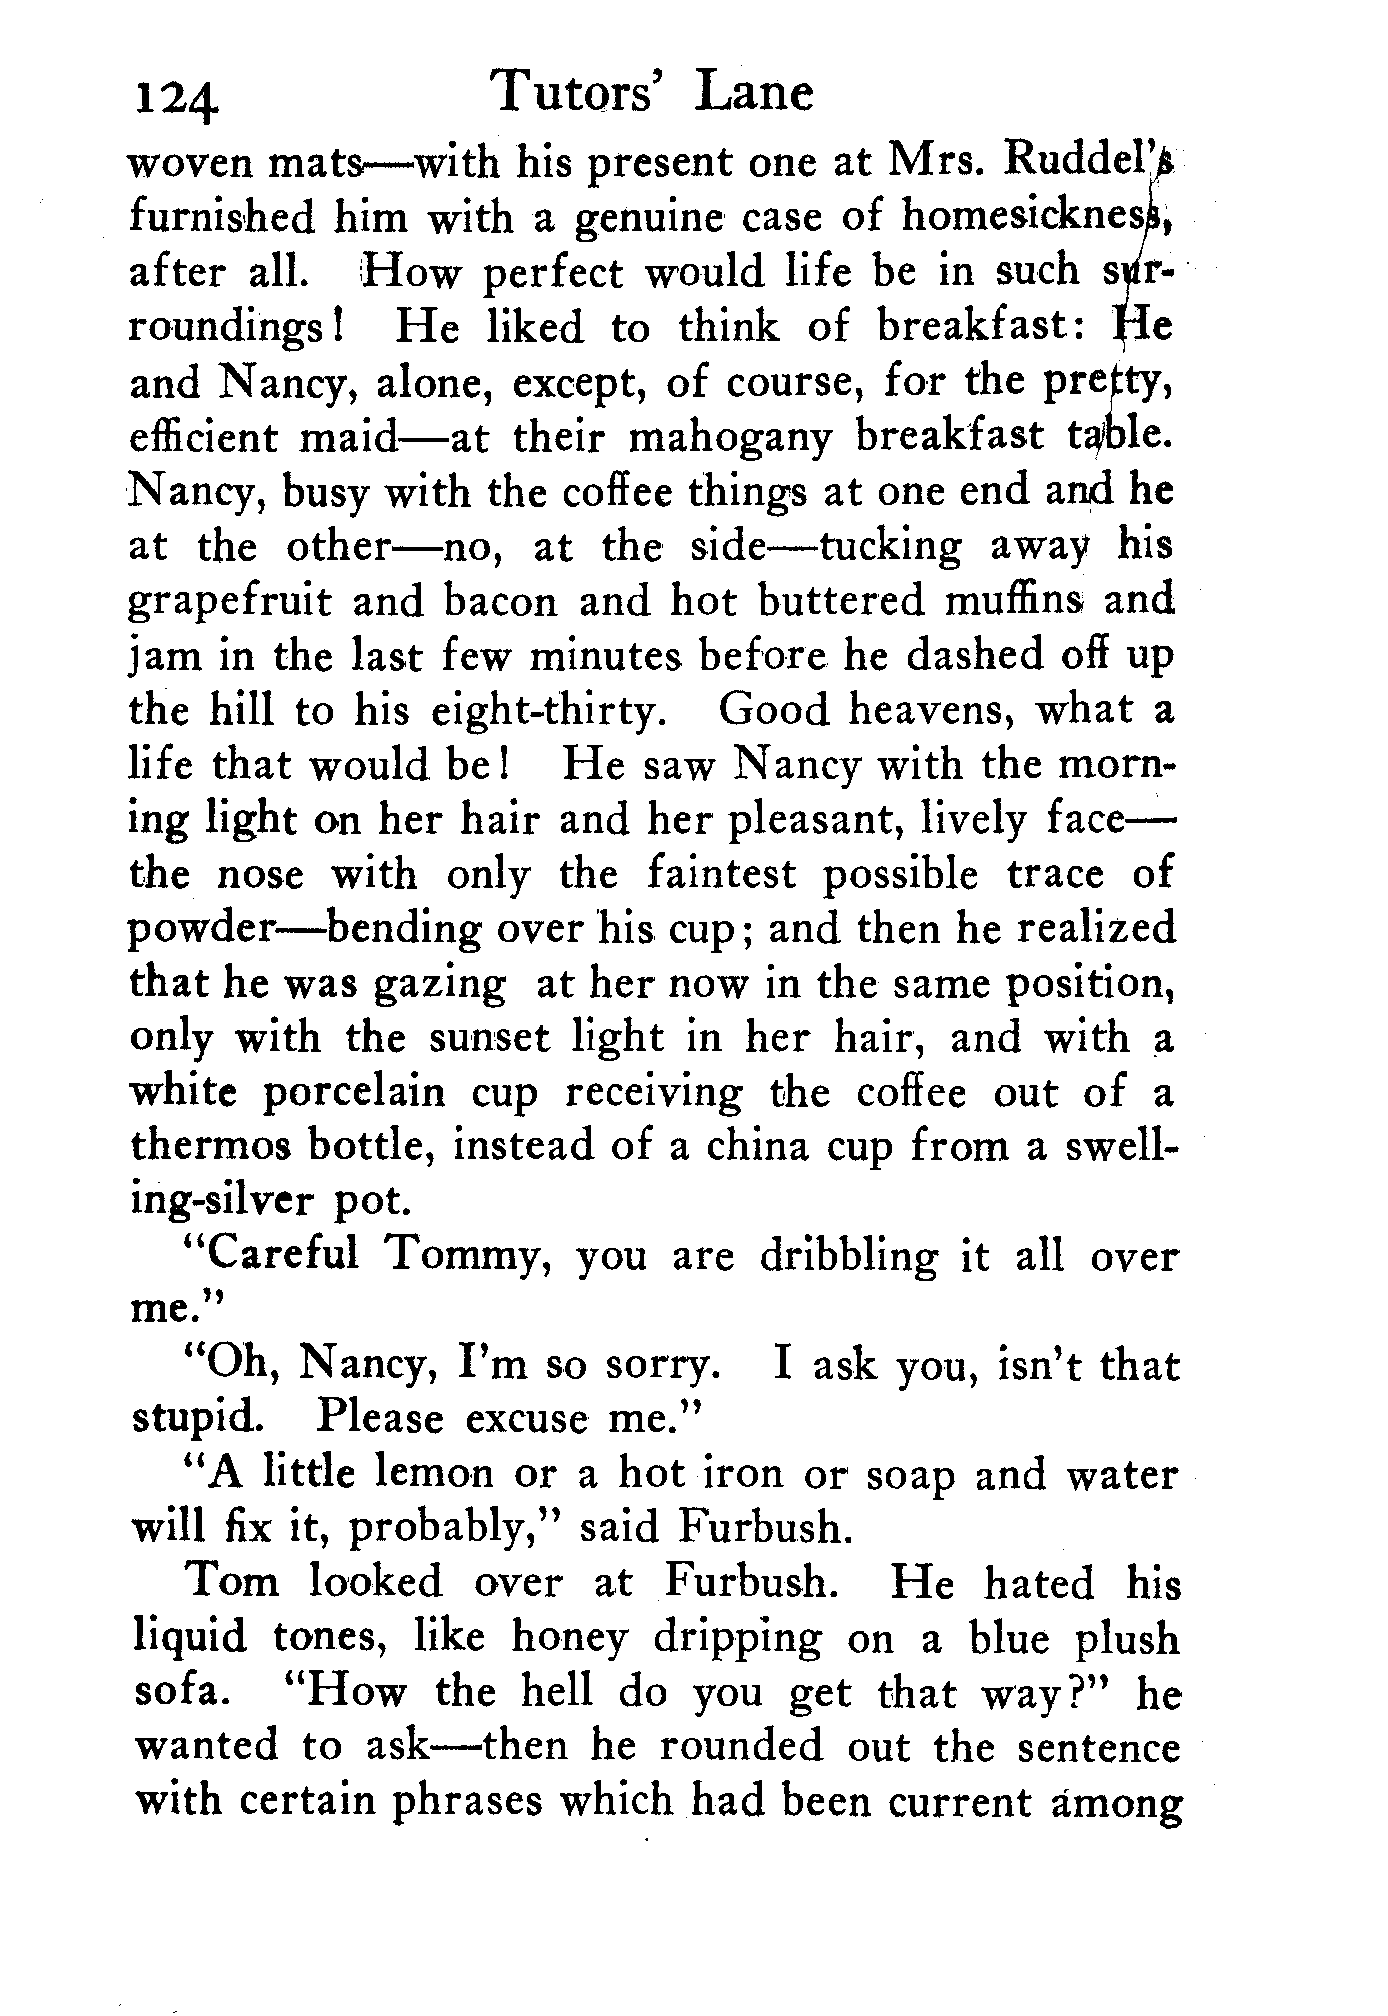 124 Tutors' Lane
woven mats—with his present one at Mrs. Ruddel's
furnished him with a genuine case of homesickness,
after all. How perfect would life be in such sur-
roundings! He liked to think of breakfast: He
and Nancy, alone, except, of course, for the pretty,
efficient maid—at their mahogany breakfast table.
Nancy, busy with the coffee things at one end and he
at the other—no, at the side—tucking away his
grapefruit and bacon and hot buttered muffins and
jam in the last few minutes before he dashed off up
the hill to his eight-thirty. Good heavens, what a
life that would be! He saw Nancy with the morn-
ing light on her hair and her pleasant, lively face—
the nose with only the faintest possible trace of
powder—bending over his cup; and then he realized
that he was gazing at her now in the same position,
only with the sunset light in her hair, and with a
white porcelain cup receiving the coffee out of a
thermos bottle, instead of a china cup from a swell-
ing-silver pot.
"Careful Tommy, you are dribbling it all over
me."
"Oh, Nancy, I'm so sorry. I ask you, isn't that
stupid. Please excuse me."
"A little lemon or a hot iron or soap and water
will fix it, probably," said Furbush.
Tom looked over at Furbush. He hated his
liquid tones, like honey dripping on a blue plush
sofa. "How the hell do you get that way?" he
wanted to ask—then he rounded out the sentence
with certain phrases which had been current among